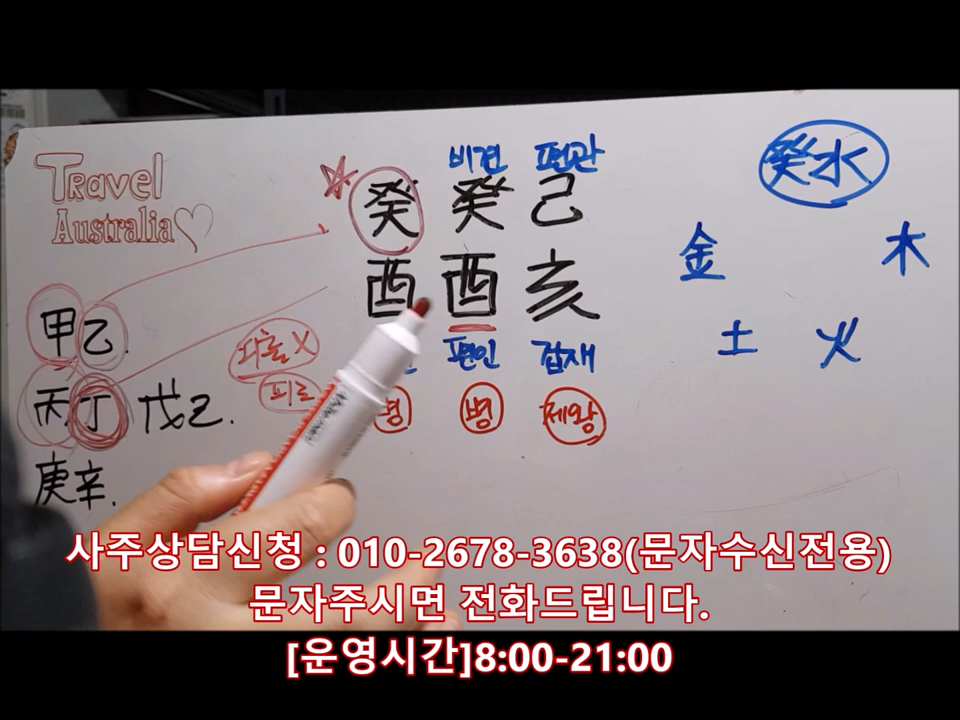 Travel
Australia
비견 편관
癸 癸 己
酉 酉 亥
편인 겁재
병 제왕
癸水
金 木
土 火
甲乙.
丙丁 戊己.
庚辛.
피로
사주상담신청 : 010-2678-3638(문자수신전용)
문자주시면 전화드립니다.
[운영시간]8:00-21:00